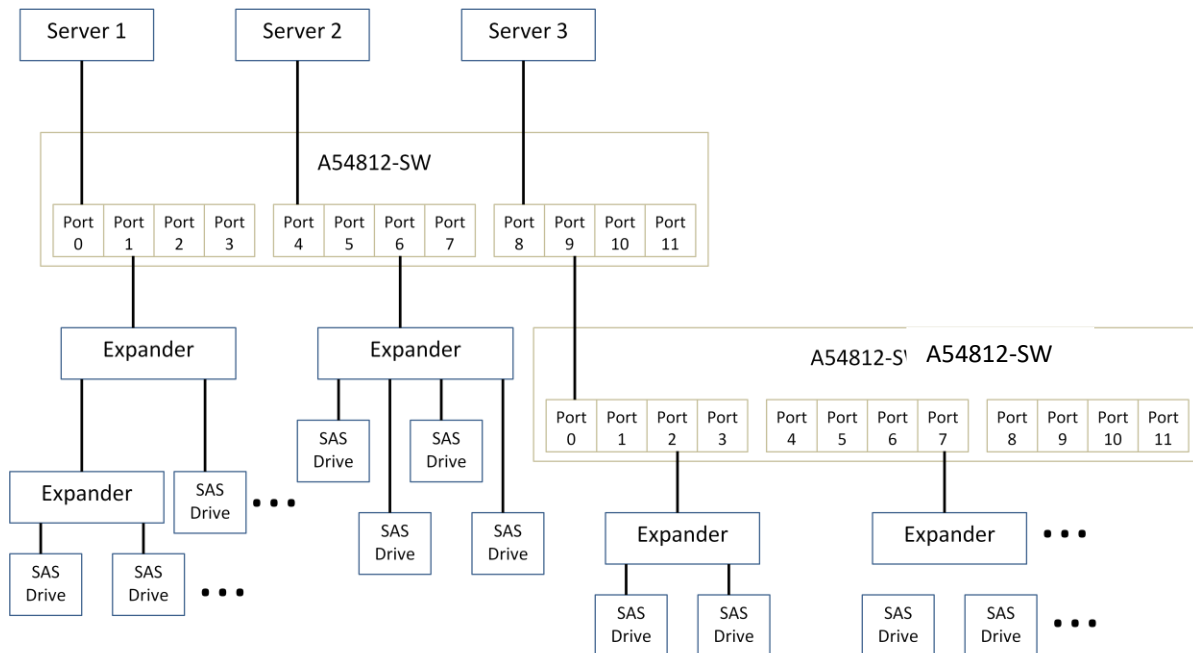 Server 1
Server 2
Server 3
A54812-SW
Port
0
Port
1
Port
2
Port
3
Port
4
Port
5
Port
6
Port
7
Port
8
Port
9
Port
10
Port
11
Expander
Expander
A54812-S
A54812-SW
Port
0
Port
1
Port
2
Port
3
Port
4
Port
5
Port
6
Port
7
Port
8
Port
9
Port
10
Port
11
SAS
Drive
SAS
Drive
Expander
SAS
Drive
SAS
Drive
SAS
Drive
Expander
Expander
SAS
Drive
SAS
Drive
SAS
Drive
SAS
Drive
SAS
Drive
SAS
Drive